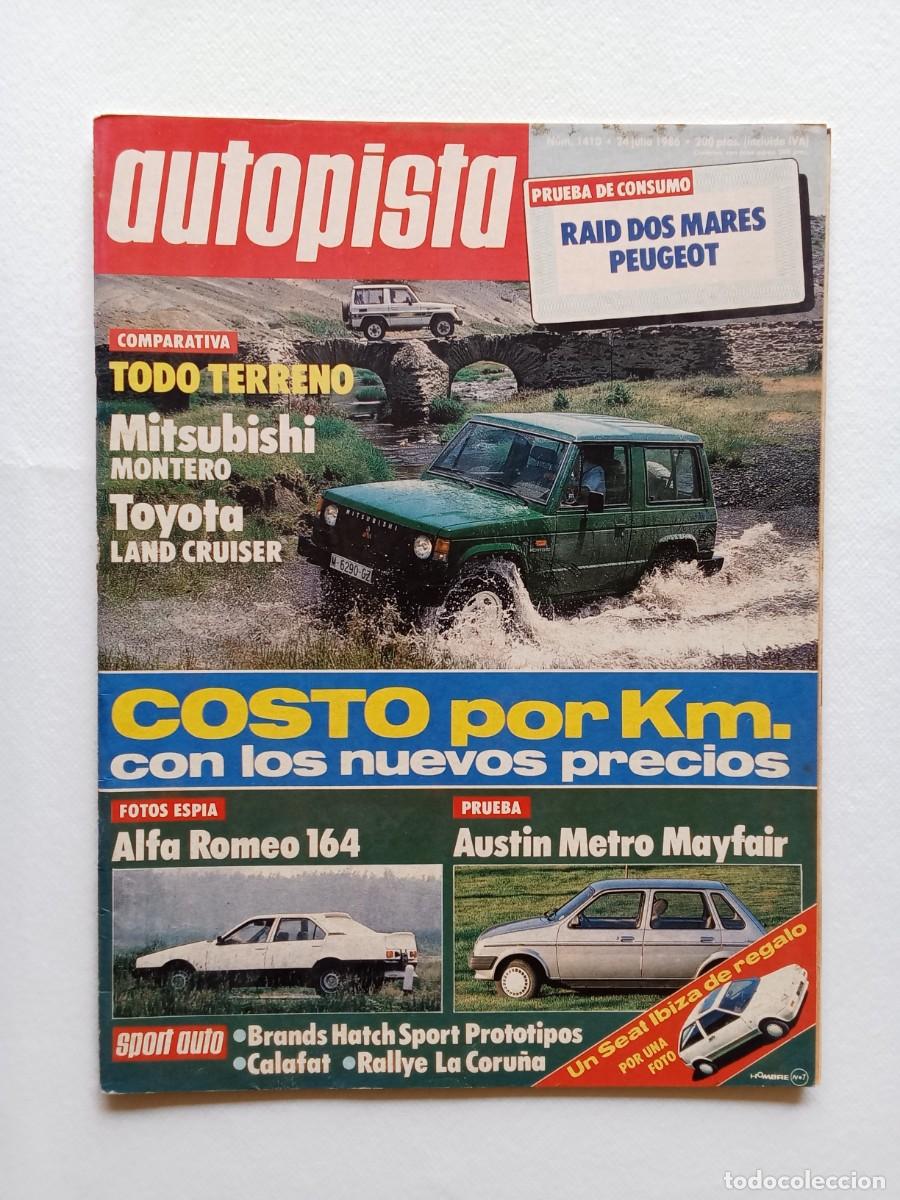 autopista
Núm. 1410 • 24 julio 1986 • 200 ptas. (incluido IVA)
PRUEBA DE CONSUMO
RAID DOS MARES
PEUGEOT
COMPARATIVA
TODO TERRENO
Mitsubishi
MONTERO
Toyota
LAND CRUISER
MITSUBISHI
M-6290-GZ
COSTO por Km.
con los nuevos precios
FOTOS ESPIA
Alfa Romeo 164
PRUEBA
Austin Metro Mayfair
sport auto
•Brands Hatch Sport Prototipos
•Calafat •Rallye La Coruña
Un Seat Ibiza de regalo
POR UNA
FOTO
HOMBRE Nº1
todocoleccion